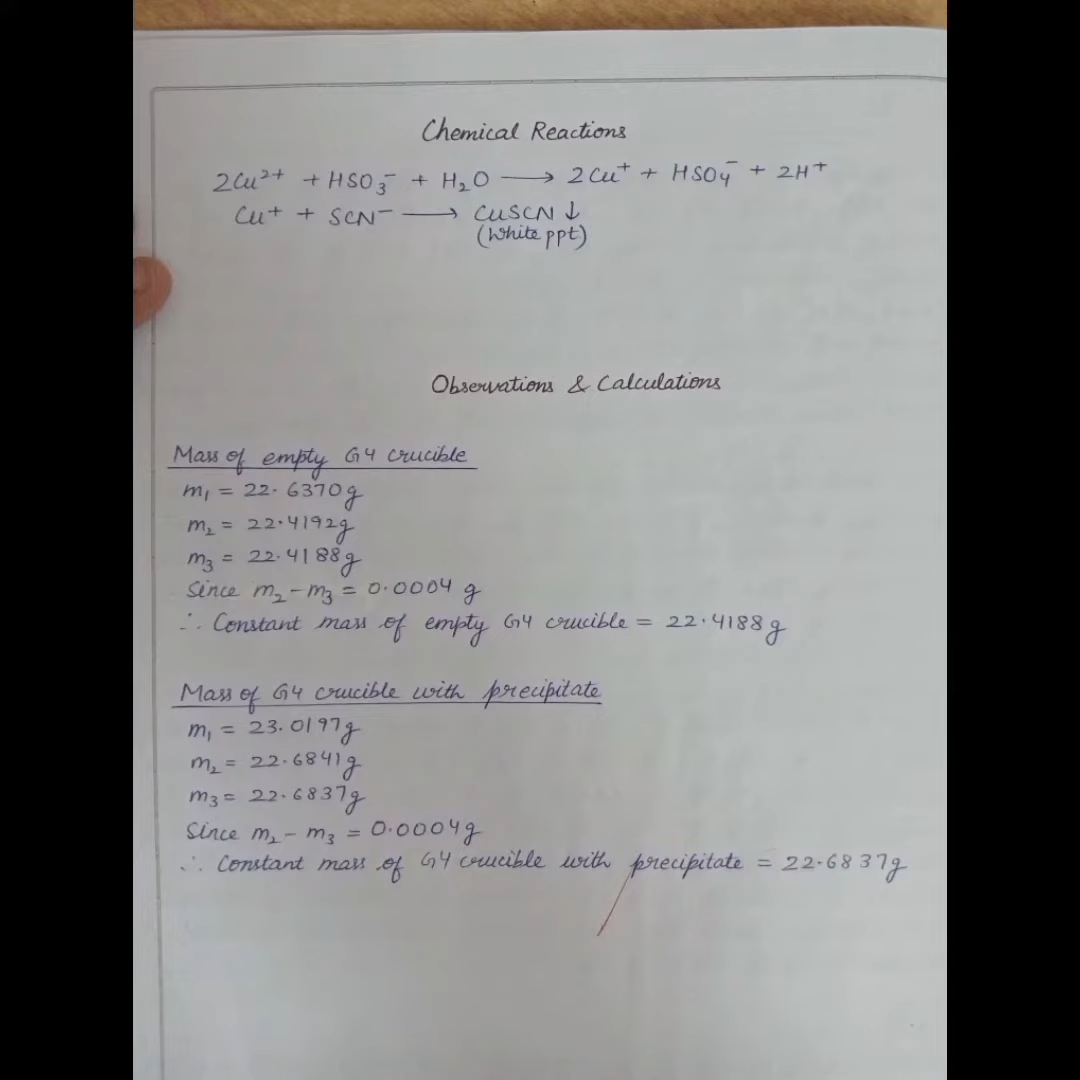 Chemical Reactions
2Cu²⁺ + HSO₃⁻ + H₂O ⟶ 2Cu⁺ + HSO₄⁻ + 2H⁺
Cu⁺ + SCN⁻ ⟶ CuSCN ↓
(White ppt)
Observations & Calculations
Mass of empty G4 crucible
m₁ = 22.6370g
m₂ = 22.4192g
m₃ = 22.4188g
Since m₂ – m₃ = 0.0004 g
∴ Constant mass of empty G4 crucible = 22.4188g
Mass of G4 crucible with precipitate
m₁ = 23.0197g
m₂ = 22.6841g
m₃ = 22.6837g
Since m₂ – m₃ = 0.0004g
∴ Constant mass of G4 crucible with precipitate = 22.6837g